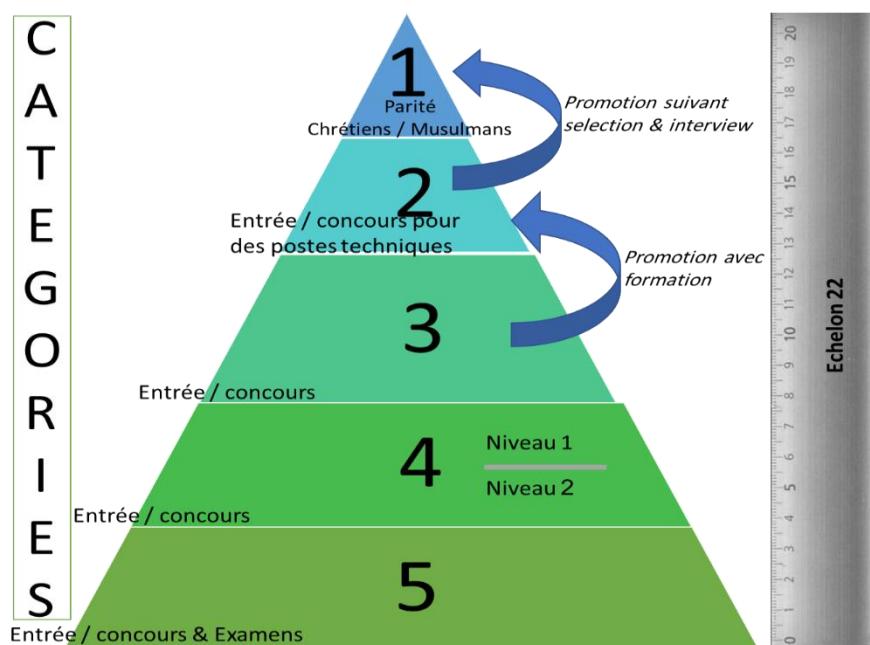 CATEGORIES
1
Parité
Chrétiens / Musulmans
Promotion suivant
selection & interview
2
Entrée / concours pour
des postes techniques
Promotion avec
formation
3
Entrée / concours
4
Niveau 1
Niveau 2
Entrée / concours
5
Entrée / concours & Examens
20
19
18
17
16
15
14
13
12
11
10
9
8
7
6
5
4
3
2
1
0
Echelon 22